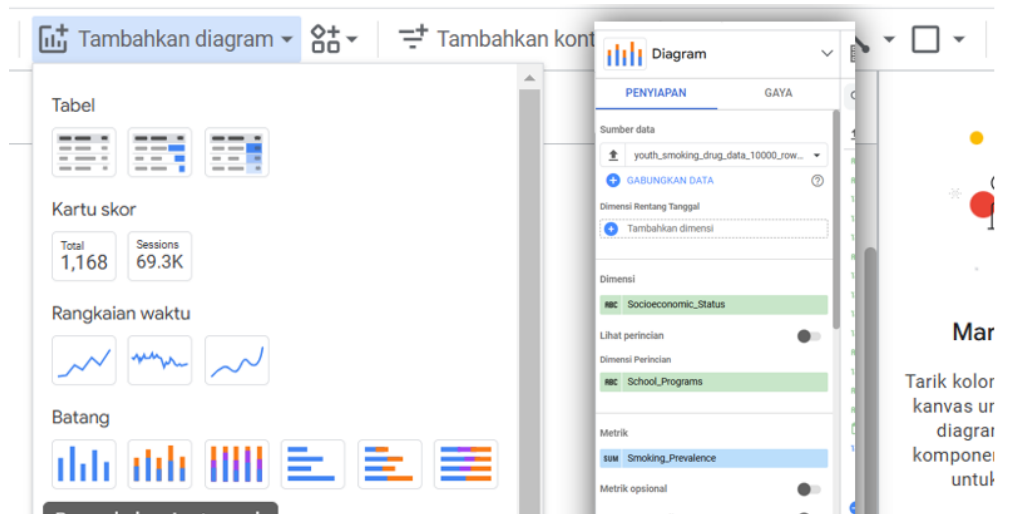 Tambahkan diagram
Tambahkan kont
Tabel
Kartu skor
Total
1,168
Sessions
69.3K
Rangkaian waktu
Batang
Diagram
PENYIAPAN
GAYA
Sumber data
youth_smoking_drug_data_10000_row...
GABUNGKAN DATA
Dimensi Rentang Tanggal
Tambahkan dimensi
Dimensi
ABC Socioeconomic_Status
Lihat perincian
Dimensi Perincian
ABC School_Programs
Metrik
SUM Smoking_Prevalence
Metrik opsional
Mar
Tarik kolor
kanvas ur
diagrar
komponer
untuk